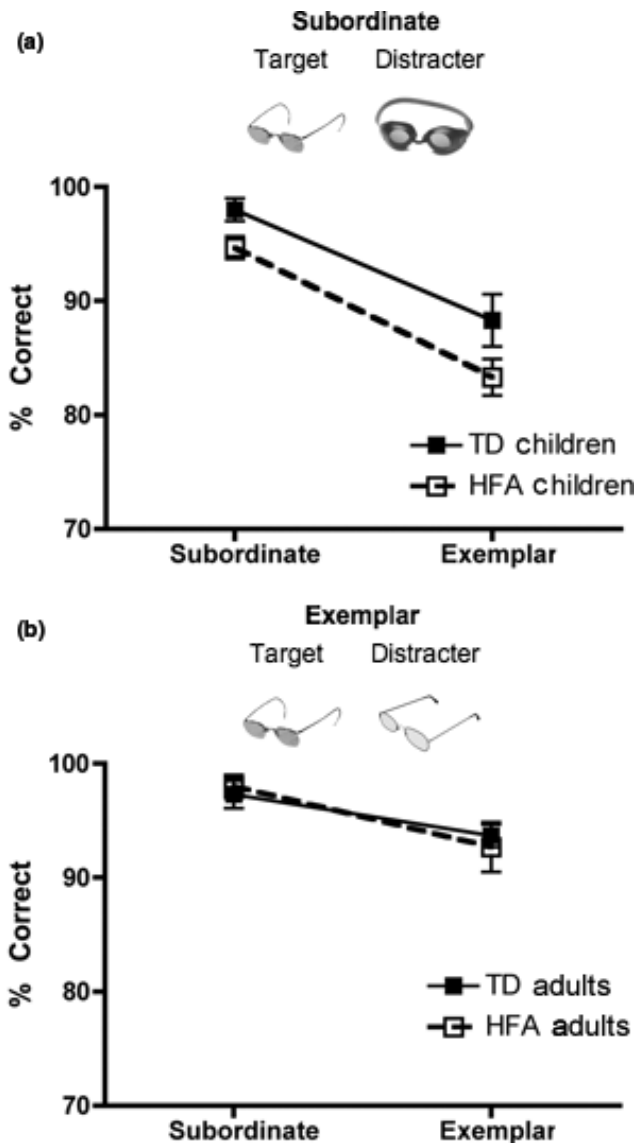 (a)
Subordinate
Target Distracter
100
90
80
70
% Correct
TD children
HFA children
Subordinate Exemplar
(b)
Exemplar
Target Distracter
100
90
80
70
% Correct
TD adults
HFA adults
Subordinate Exemplar